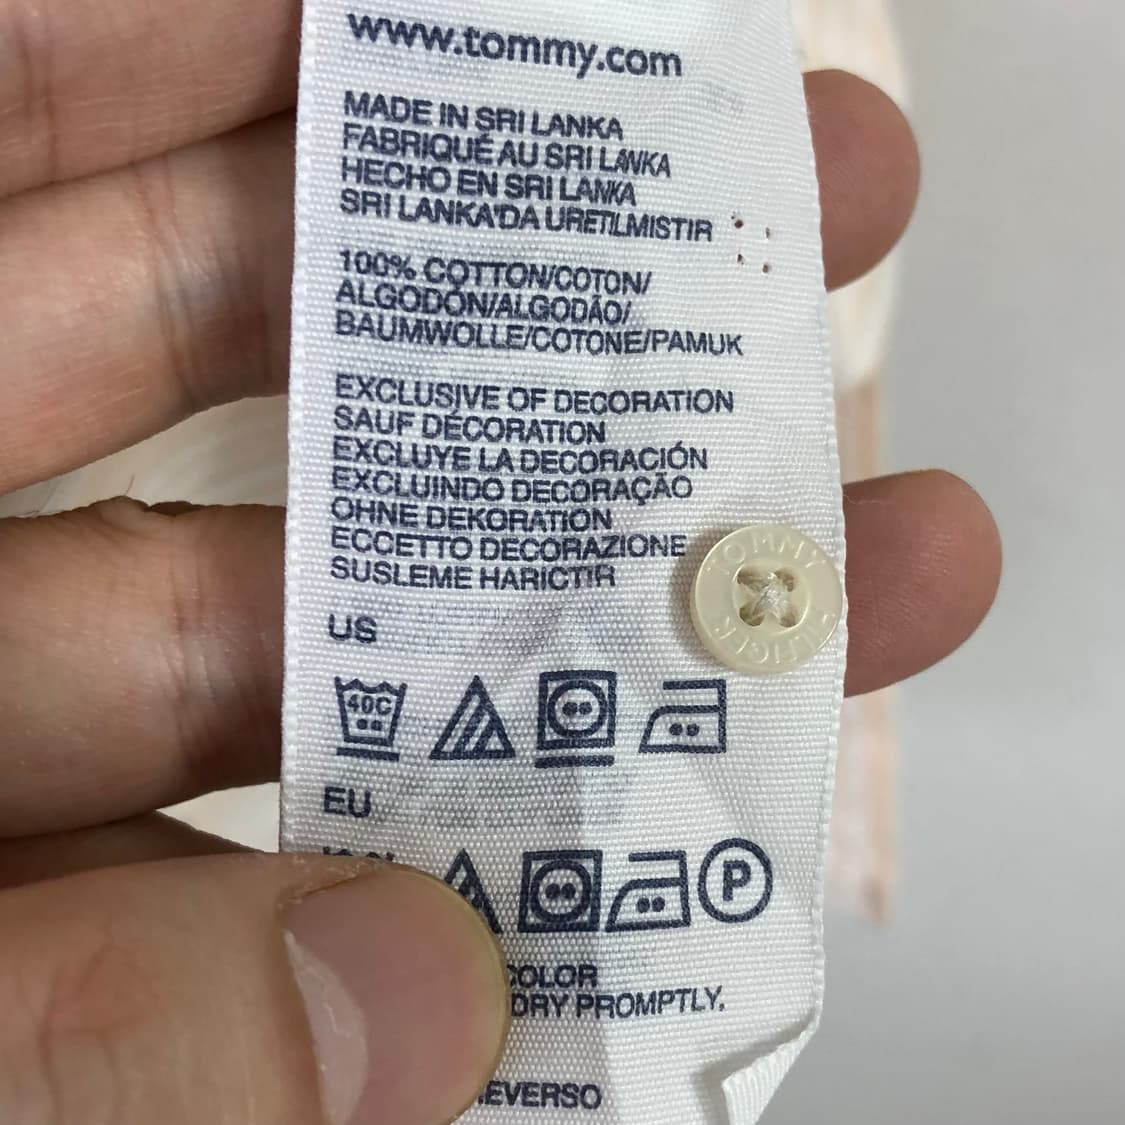 www.tommy.com
MADE IN SRI LANKA
FABRIQUÉ AU SRI LANKA
HECHO EN SRI LANKA
SRI LANKA'DA URETILMISTIR
100% COTTON/COTON/
ALGODÓN/ALGODÃO/
BAUMWOLLE/COTONE/PAMUK
EXCLUSIVE OF DECORATION
SAUF DÉCORATION
EXCLUYE LA DECORACIÓN
EXCLUINDO DECORAÇÃO
OHNE DEKORATION
ECCETTO DECORAZIONE
SUSLEME HARICTIR
TOMMY HILFIGER
US
40C
EU
P
COLOR
DRY PROMPTLY.